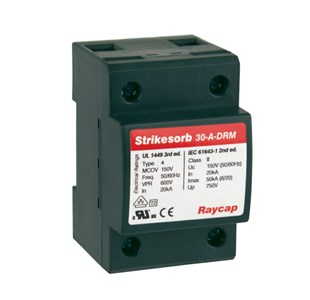 Strikesorb 30-A-DRM
Electrical Ratings
UL 1449 3rd ed.
Type 4
MCOV 150V
Freq 50/60Hz
VPR 600V
In 20kA
IEC 61643-1 2nd ed.
Class II
Uc 150V (50/60Hz)
In 20kA
Imax 50kA (8/20)
Up 750V
Raycap